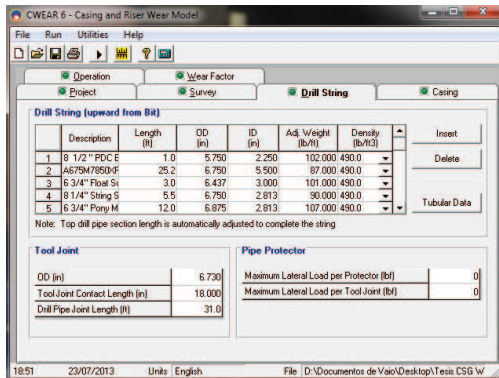 CWEAR 6 - Casing and Riser Wear Model
File Run Utilities Help
Operation Wear Factor
Project Survey Drill String Casing
Drill String (upward from Bit)
Description Length (ft) OD (in) ID (in) Adj. Weight (lb/ft) Density (lb/ft3)
1 8 1/2" PDC E 1.0 5.750 2.250 102.000 490.0
2 A675M7850XF 25.2 6.750 5.500 87.000 490.0
3 6 3/4" Float Su 3.0 6.437 3.000 101.000 490.0
4 8 1/4" String S 5.5 6.750 2.813 90.000 490.0
5 6 3/4" Pony M 12.0 6.875 2.813 107.000 490.0
Insert
Delete
Tubular Data
Note: Top drill pipe section length is automatically adjusted to complete the string
Tool Joint
OD (in) 6.730
Tool Joint Contact Length (in) 18.000
Drill Pipe Joint Length (ft) 31.0
Pipe Protector
Maximum Lateral Load per Protector (lbf) 0
Maximum Lateral Load per Tool Joint (lbf) 0
18:51 23/07/2013 Units English File D:\Documentos de Vaio\Desktop\Tesis CSG W